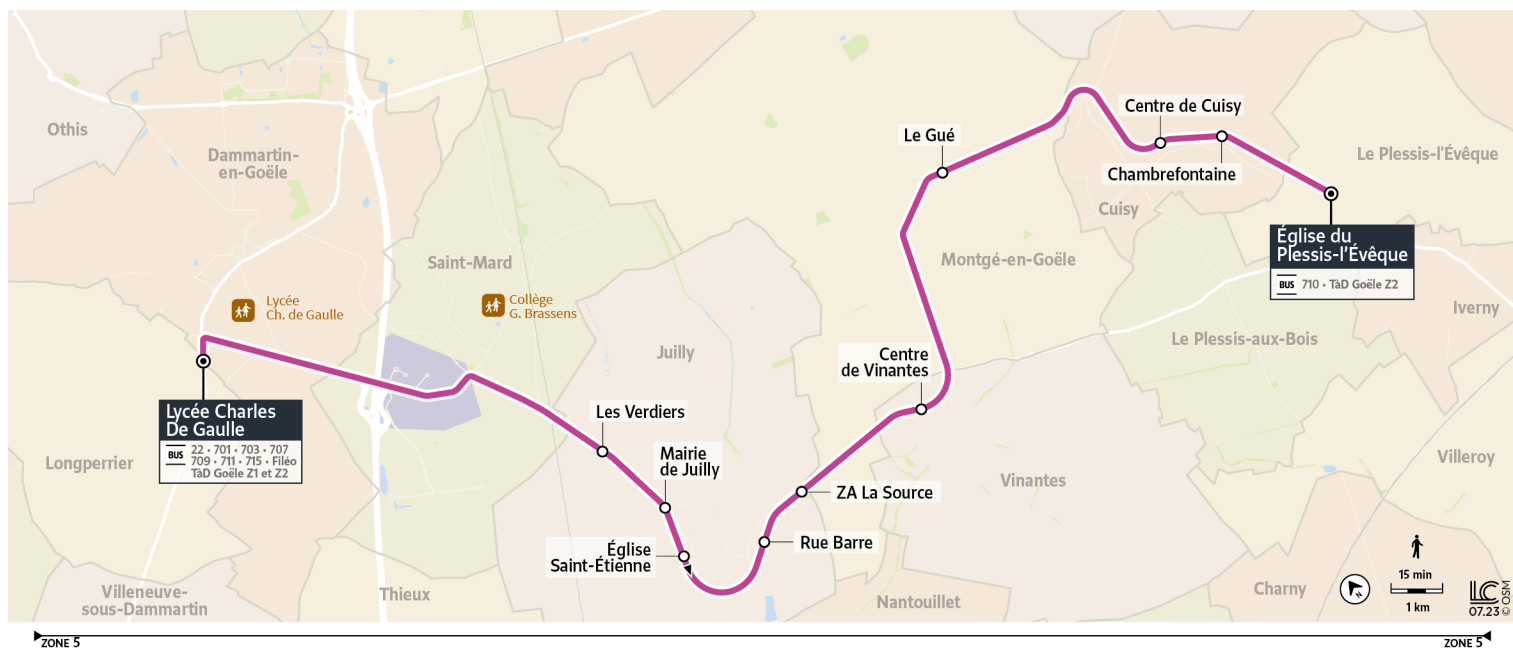 Othis
Dammartin-
en-Goële
Saint-Mard
Lycée
Ch. de Gaulle
Collège
G. Brassens
Juilly
Longperrier
Lycée Charles
De Gaulle
BUS
22 • 701 • 703 • 707
709 • 711 • 715 • Filéo
TàD Goële Z1 et Z2
Villeneuve-
sous-Dammartin
Thieux
Les Verdiers
Mairie
de Juilly
Église
Saint-Étienne
Rue Barre
ZA La Source
Centre
de Vinantes
Le Gué
Centre de Cuisy
Chambrefontaine
Cuisy
Montgé-en-Goële
Le Plessis-l'Évêque
Église du
Plessis-l'Évêque
BUS
710 • TàD Goële Z2
Iverny
Le Plessis-aux-Bois
Vinantes
Villeroy
Nantouillet
Charny
N
15 min
1 km
LC
07.23
© OSM
ZONE 5
ZONE 5